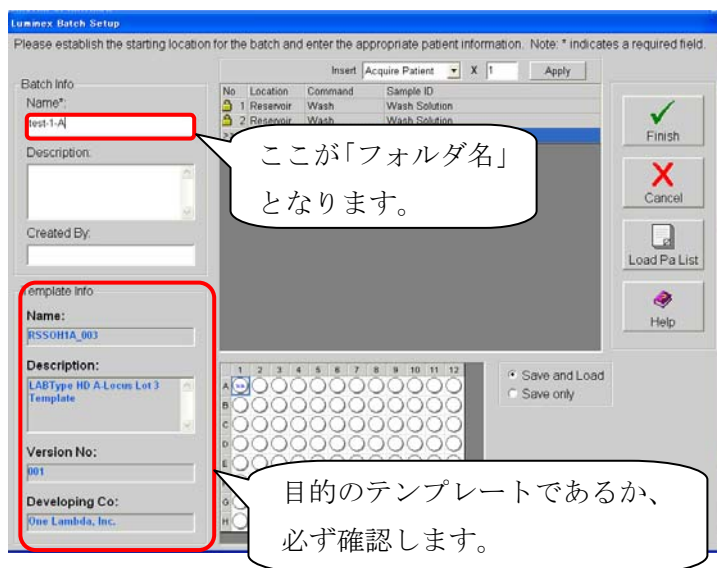 Luminex Batch Setup
Please establish the starting location for the batch and enter the appropriate patient information. Note: * indicates a required field.
Insert Acquire Patient X 1 Apply
Batch Info
Name*:
test-1-A
Description:
Created By:
No Location Command Sample ID
1 Reservoir Wash Wash Solution
2 Reservoir Wash Wash Solution
>>
ここが「フォルダ名」
となります。
Finish
Cancel
Load Pa List
Help
Template Info
Name:
RSSOH1A_003
Description:
LABType HD A-Locus Lot 3
Template
Version No:
001
Developing Co:
One Lambda, Inc.
1 2 3 4 5 6 7 8 9 10 11 12
A >>
B
C
D
E
G
H
Save and Load
Save only
目的のテンプレートであるか、
必ず確認します。